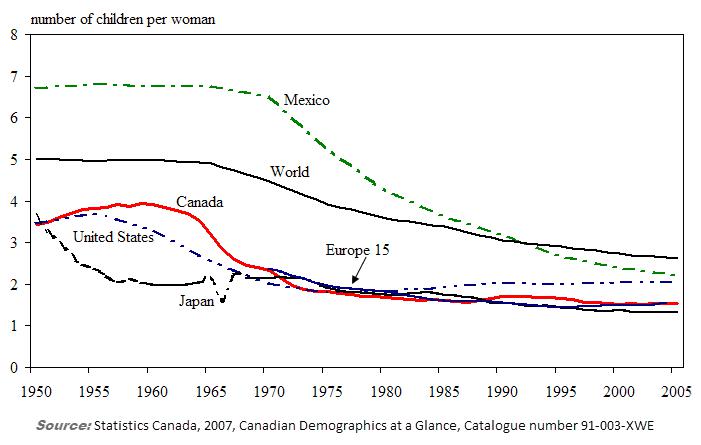 number of children per woman
8
7
6
5
4
3
2
1
0
Mexico
World
Canada
United States
Europe 15
Japan
1950 1955 1960 1965 1970 1975 1980 1985 1990 1995 2000 2005
Source: Statistics Canada, 2007, Canadian Demographics at a Glance, Catalogue number 91-003-XWE